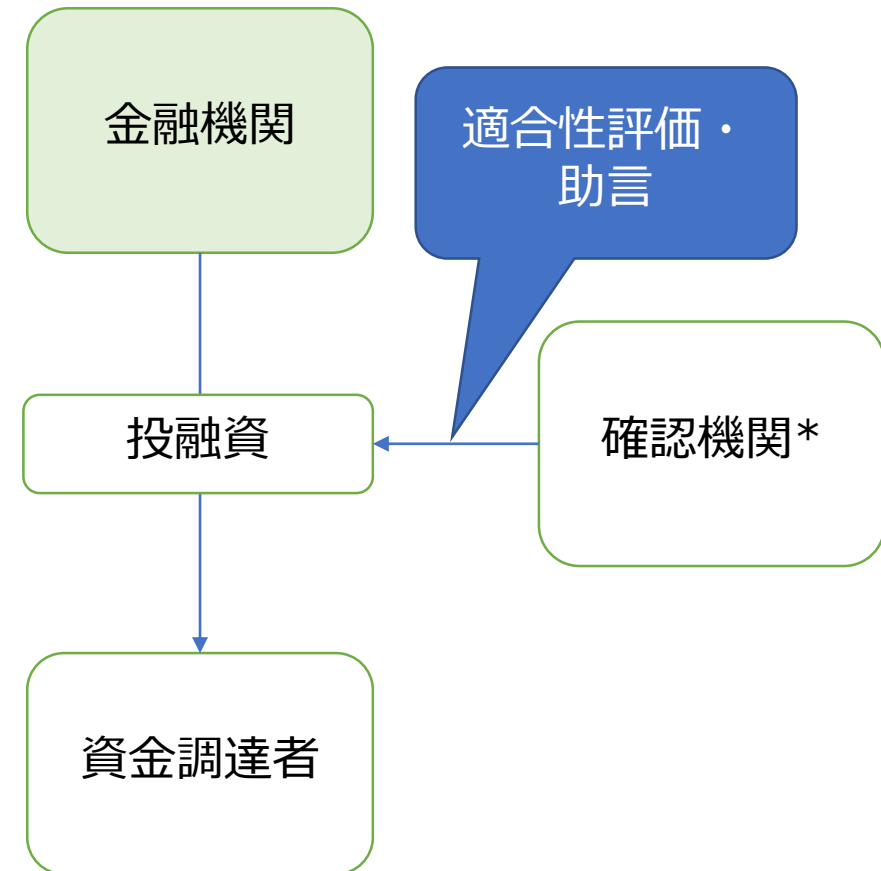 金融機関
適合性評価・
助言
投融資
確認機関*
資金調達者